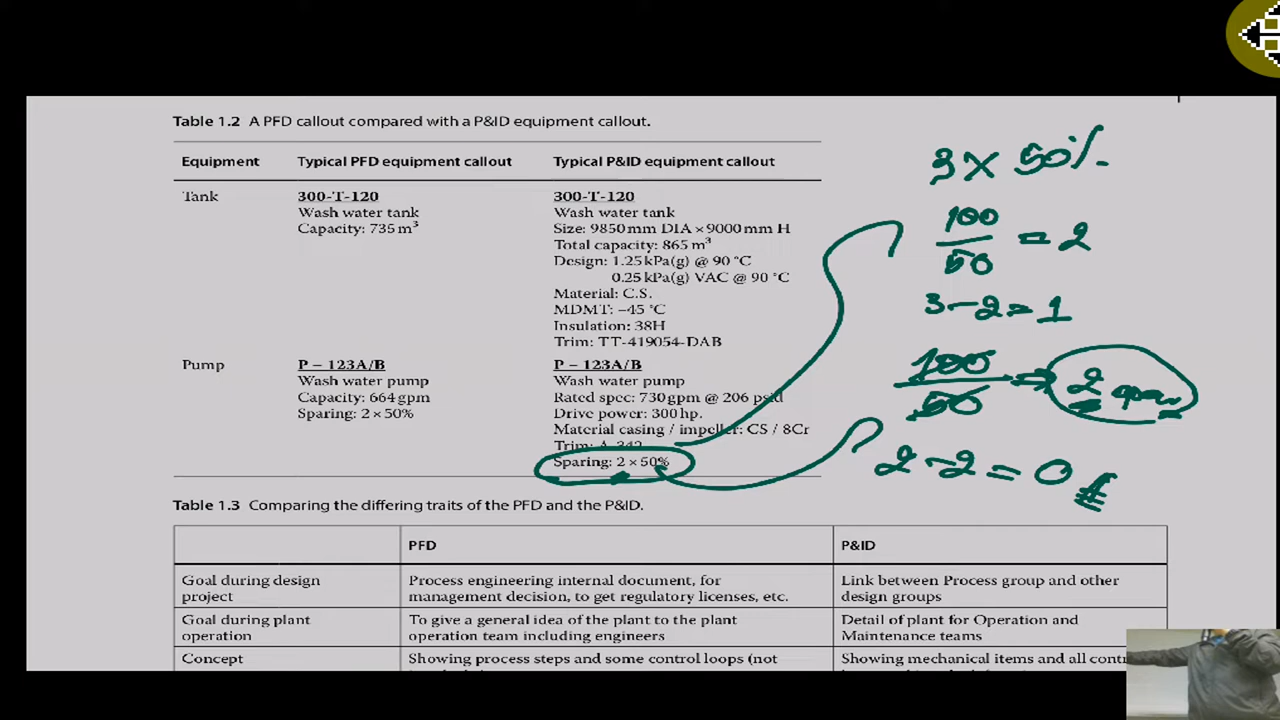 Table 1.2 A PFD callout compared with a P&ID equipment callout.
Equipment Typical PFD equipment callout Typical P&ID equipment callout
Tank 300-T-120 300-T-120
Wash water tank Wash water tank
Capacity: 735 m³ Size: 9850 mm DIA × 9000 mm H
Total capacity: 865 m³
Design: 1.25 kPa(g) @ 90 °C
0.25 kPa(g) VAC @ 90 °C
Material: C.S.
MDMT: −45 °C
Insulation: 38H
Trim: TT-419054-DAB
Pump P − 123A/B P − 123A/B
Wash water pump Wash water pump
Capacity: 664 gpm Rated spec: 730 gpm @ 206 psid
Sparing: 2 × 50% Drive power: 300 hp.
Material casing / impeller: CS / 8Cr
Trim: A-342
Sparing: 2 × 50%
3 × 50%
100
50 = 2
3 − 2 = 1
100
50 ⇒ 2
2 − 2 = 0
Table 1.3 Comparing the differing traits of the PFD and the P&ID.
PFD P&ID
Goal during design Process engineering internal document, for Link between Process group and other
project management decision, to get regulatory licenses, etc. design groups
Goal during plant To give a general idea of the plant to the plant Detail of plant for Operation and
operation operation team including engineers Maintenance teams
Concept Showing process steps and some control loops (not Showing mechanical items and all contr